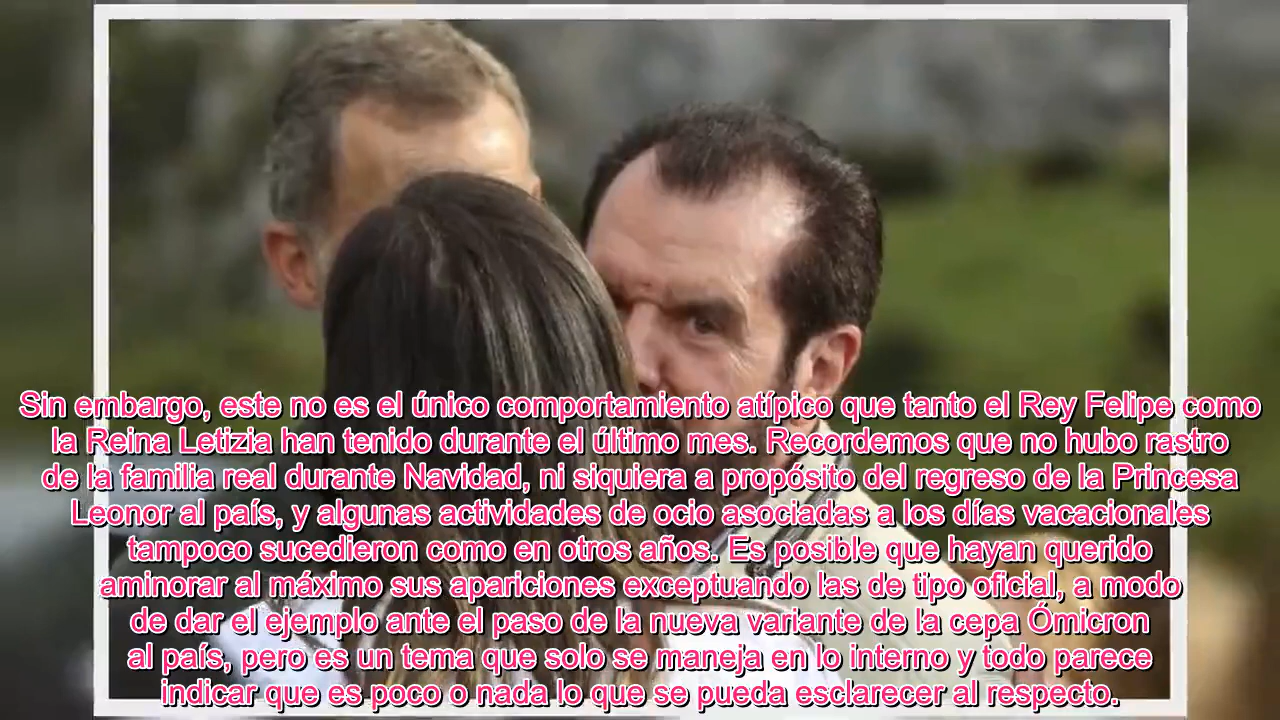 Sin embargo, este no es el único comportamiento atípico que tanto el Rey Felipe como
la Reina Letizia han tenido durante el último mes. Recordemos que no hubo rastro
de la familia real durante Navidad, ni siquiera a propósito del regreso de la Princesa
Leonor al país, y algunas actividades de ocio asociadas a los días vacacionales
tampoco sucedieron como en otros años. Es posible que hayan querido
aminorar al máximo sus apariciones exceptuando las de tipo oficial, a modo
de dar el ejemplo ante el paso de la nueva variante de la cepa Ómicron
al país, pero es un tema que solo se maneja en lo interno y todo parece
indicar que es poco o nada lo que se pueda esclarecer al respecto.